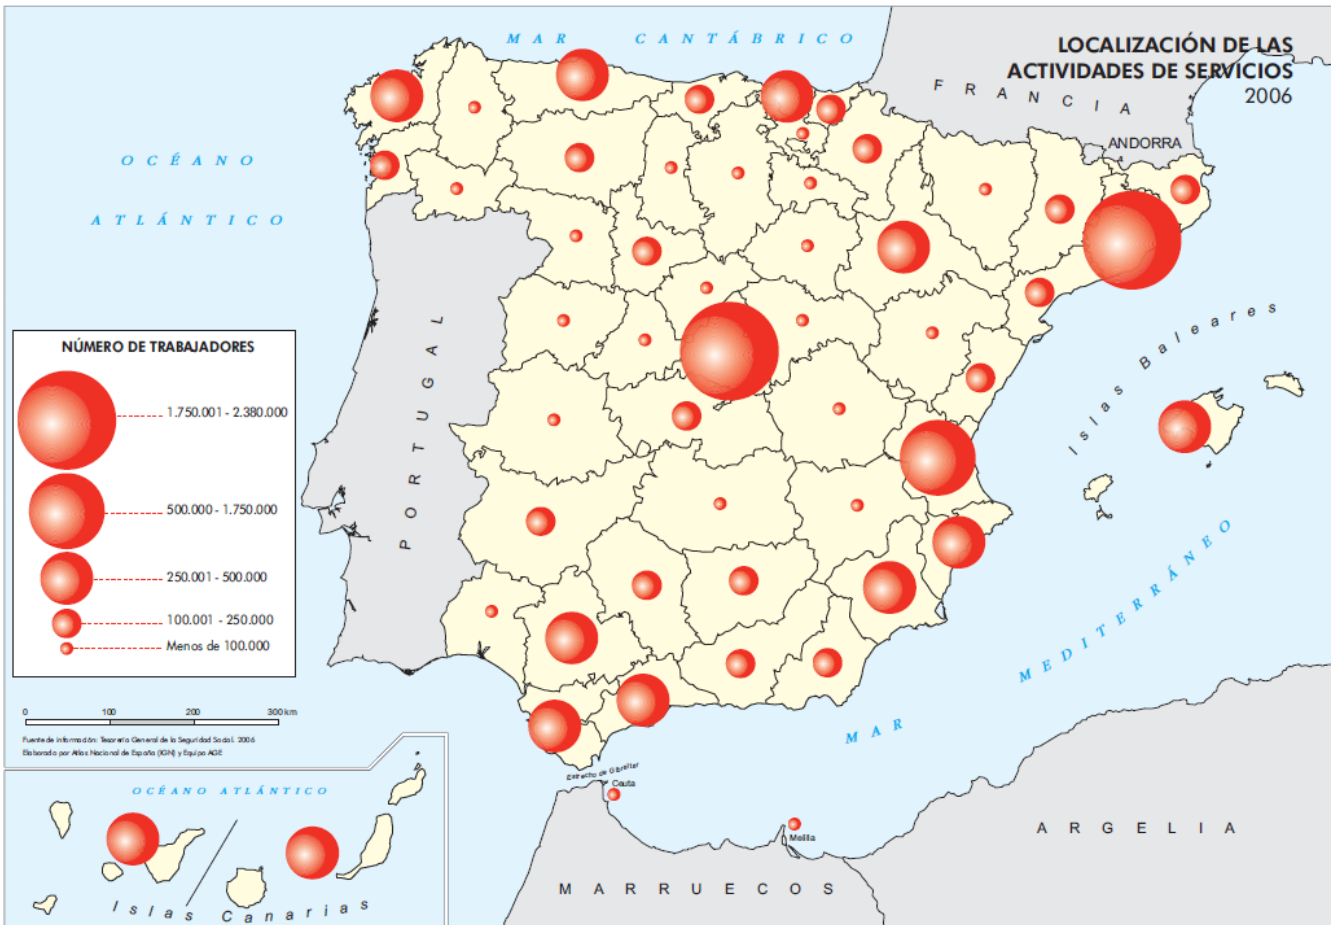 MAR CANTÁBRICO
LOCALIZACIÓN DE LAS
ACTIVIDADES DE SERVICIOS
2006
FRANCIA
ANDORRA
OCÉANO
ATLÁNTICO
PORTUGAL
Islas Baleares
NÚMERO DE TRABAJADORES
1.750.001 - 2.380.000
500.000 - 1.750.000
250.001 - 500.000
100.001 - 250.000
Menos de 100.000
0 100 200 300 km
Fuente de información: Tesorería General de la Seguridad Social. 2006
Elaborado por Atlas Nacional de España (IGN) y Equipo AGE
MAR
MEDITERRÁNEO
Estrecho de Gibraltar
Ceuta
Melilla
OCÉANO ATLÁNTICO
Islas Canarias
MARRUECOS
ARGELIA